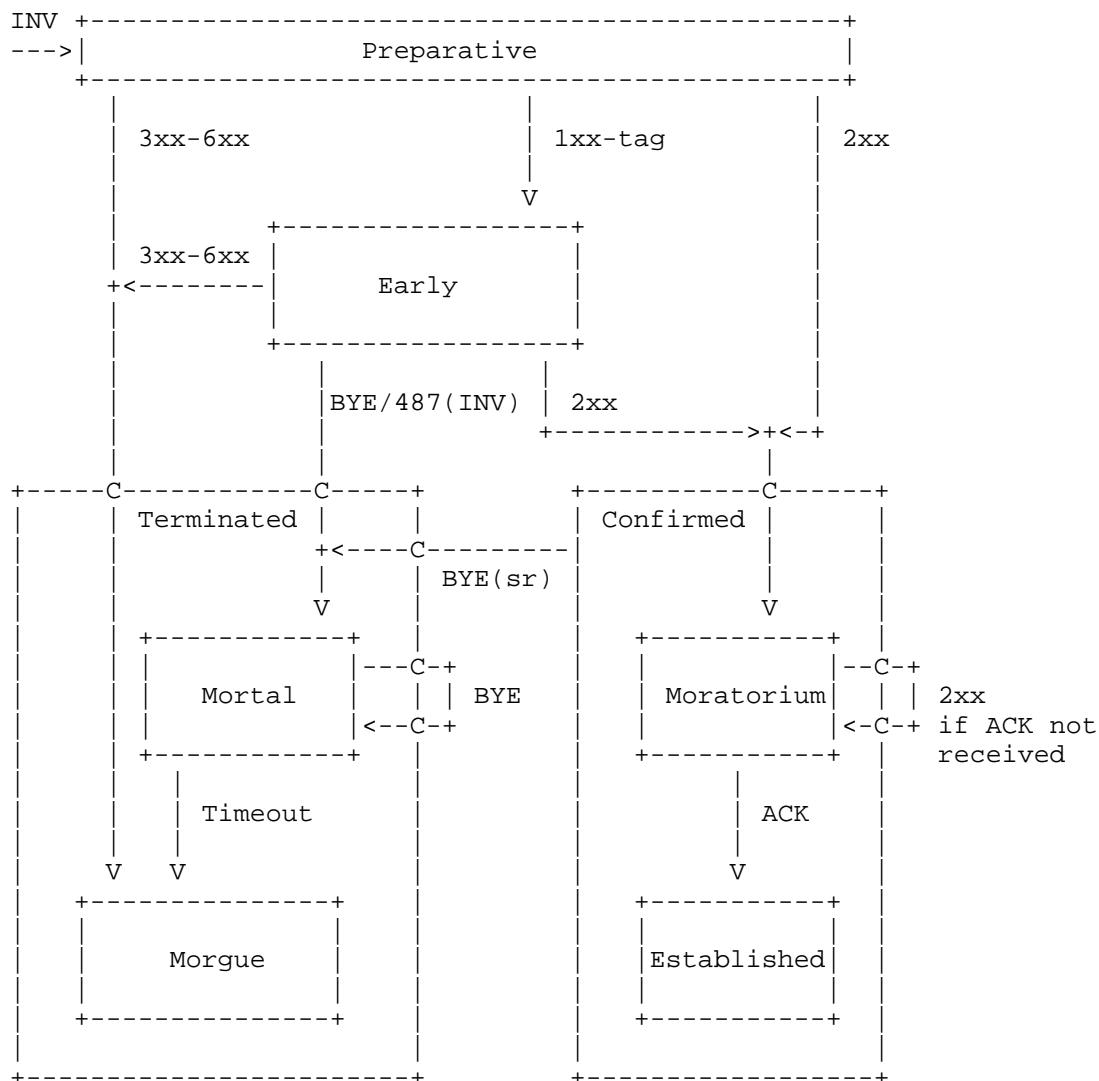 INV
Preparative
3xx-6xx 1xx-tag 2xx
3xx-6xx
Early
BYE/487(INV) 2xx
C C C
Terminated Confirmed
C
BYE(sr)
V V
C C
Mortal BYE Moratorium 2xx
C C if ACK not
received
Timeout ACK
V V V
Morgue Established